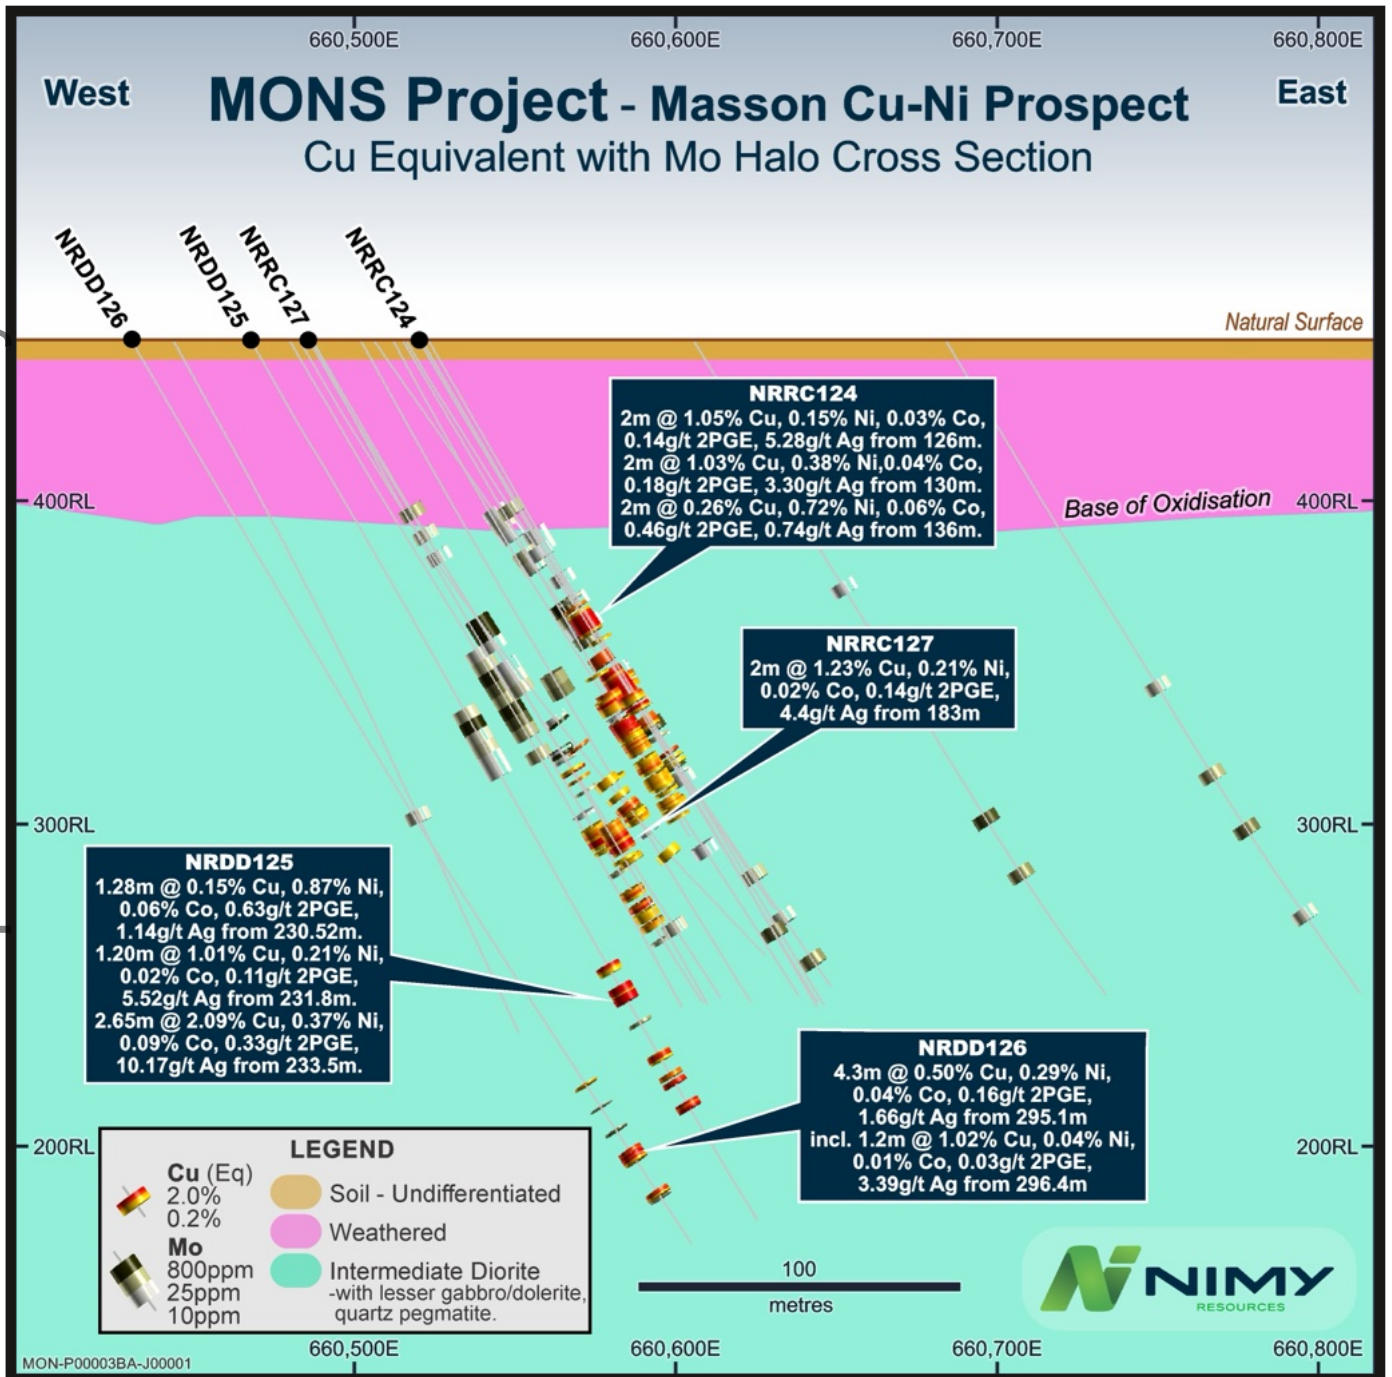 660,500E 660,600E 660,700E 660,800E
West
MONS Project - Masson Cu-Ni Prospect
East
Cu Equivalent with Mo Halo Cross Section
NRDD126
NRDD125
NRRC127
NRRC124
Natural Surface
NRRC124
2m @ 1.05% Cu, 0.15% Ni, 0.03% Co,
0.14g/t 2PGE, 5.28g/t Ag from 126m.
2m @ 1.03% Cu, 0.38% Ni,0.04% Co,
0.18g/t 2PGE, 3.30g/t Ag from 130m.
2m @ 0.26% Cu, 0.72% Ni, 0.06% Co,
0.46g/t 2PGE, 0.74g/t Ag from 136m.
400RL
Base of Oxidisation
400RL
NRRC127
2m @ 1.23% Cu, 0.21% Ni,
0.02% Co, 0.14g/t 2PGE,
4.4g/t Ag from 183m
300RL
300RL
NRDD125
1.28m @ 0.15% Cu, 0.87% Ni,
0.06% Co, 0.63g/t 2PGE,
1.14g/t Ag from 230.52m.
1.20m @ 1.01% Cu, 0.21% Ni,
0.02% Co, 0.11g/t 2PGE,
5.52g/t Ag from 231.8m.
2.65m @ 2.09% Cu, 0.37% Ni,
0.09% Co, 0.33g/t 2PGE,
10.17g/t Ag from 233.5m.
NRDD126
4.3m @ 0.50% Cu, 0.29% Ni,
0.04% Co, 0.16g/t 2PGE,
1.66g/t Ag from 295.1m
incl. 1.2m @ 1.02% Cu, 0.04% Ni,
0.01% Co, 0.03g/t 2PGE,
3.39g/t Ag from 296.4m
200RL
200RL
LEGEND
Cu (Eq)
2.0%
0.2%
Mo
800ppm
25ppm
10ppm
Soil - Undifferentiated
Weathered
Intermediate Diorite
-with lesser gabbro/dolerite,
quartz pegmatite.
100
metres
NIMY
RESOURCES
660,500E 660,600E 660,700E 660,800E
MON-P00003BA-J00001